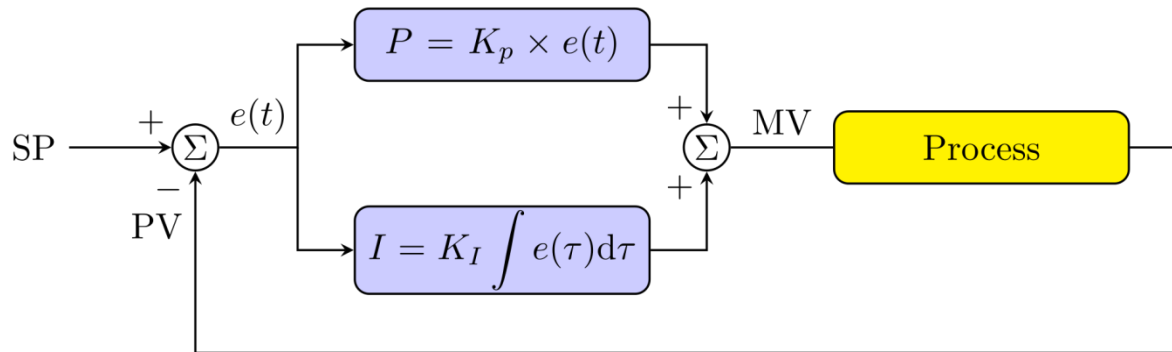 P = K_p × e(t)
SP
+
Σ
e(t)
+
Σ
MV
Process
−
PV
+
I = K_I ∫ e(τ)dτ